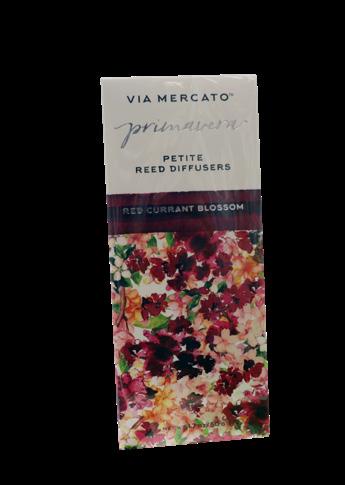 VIA MERCATO™
primavera
PETITE
REED DIFFUSERS
RED CURRANT BLOSSOM